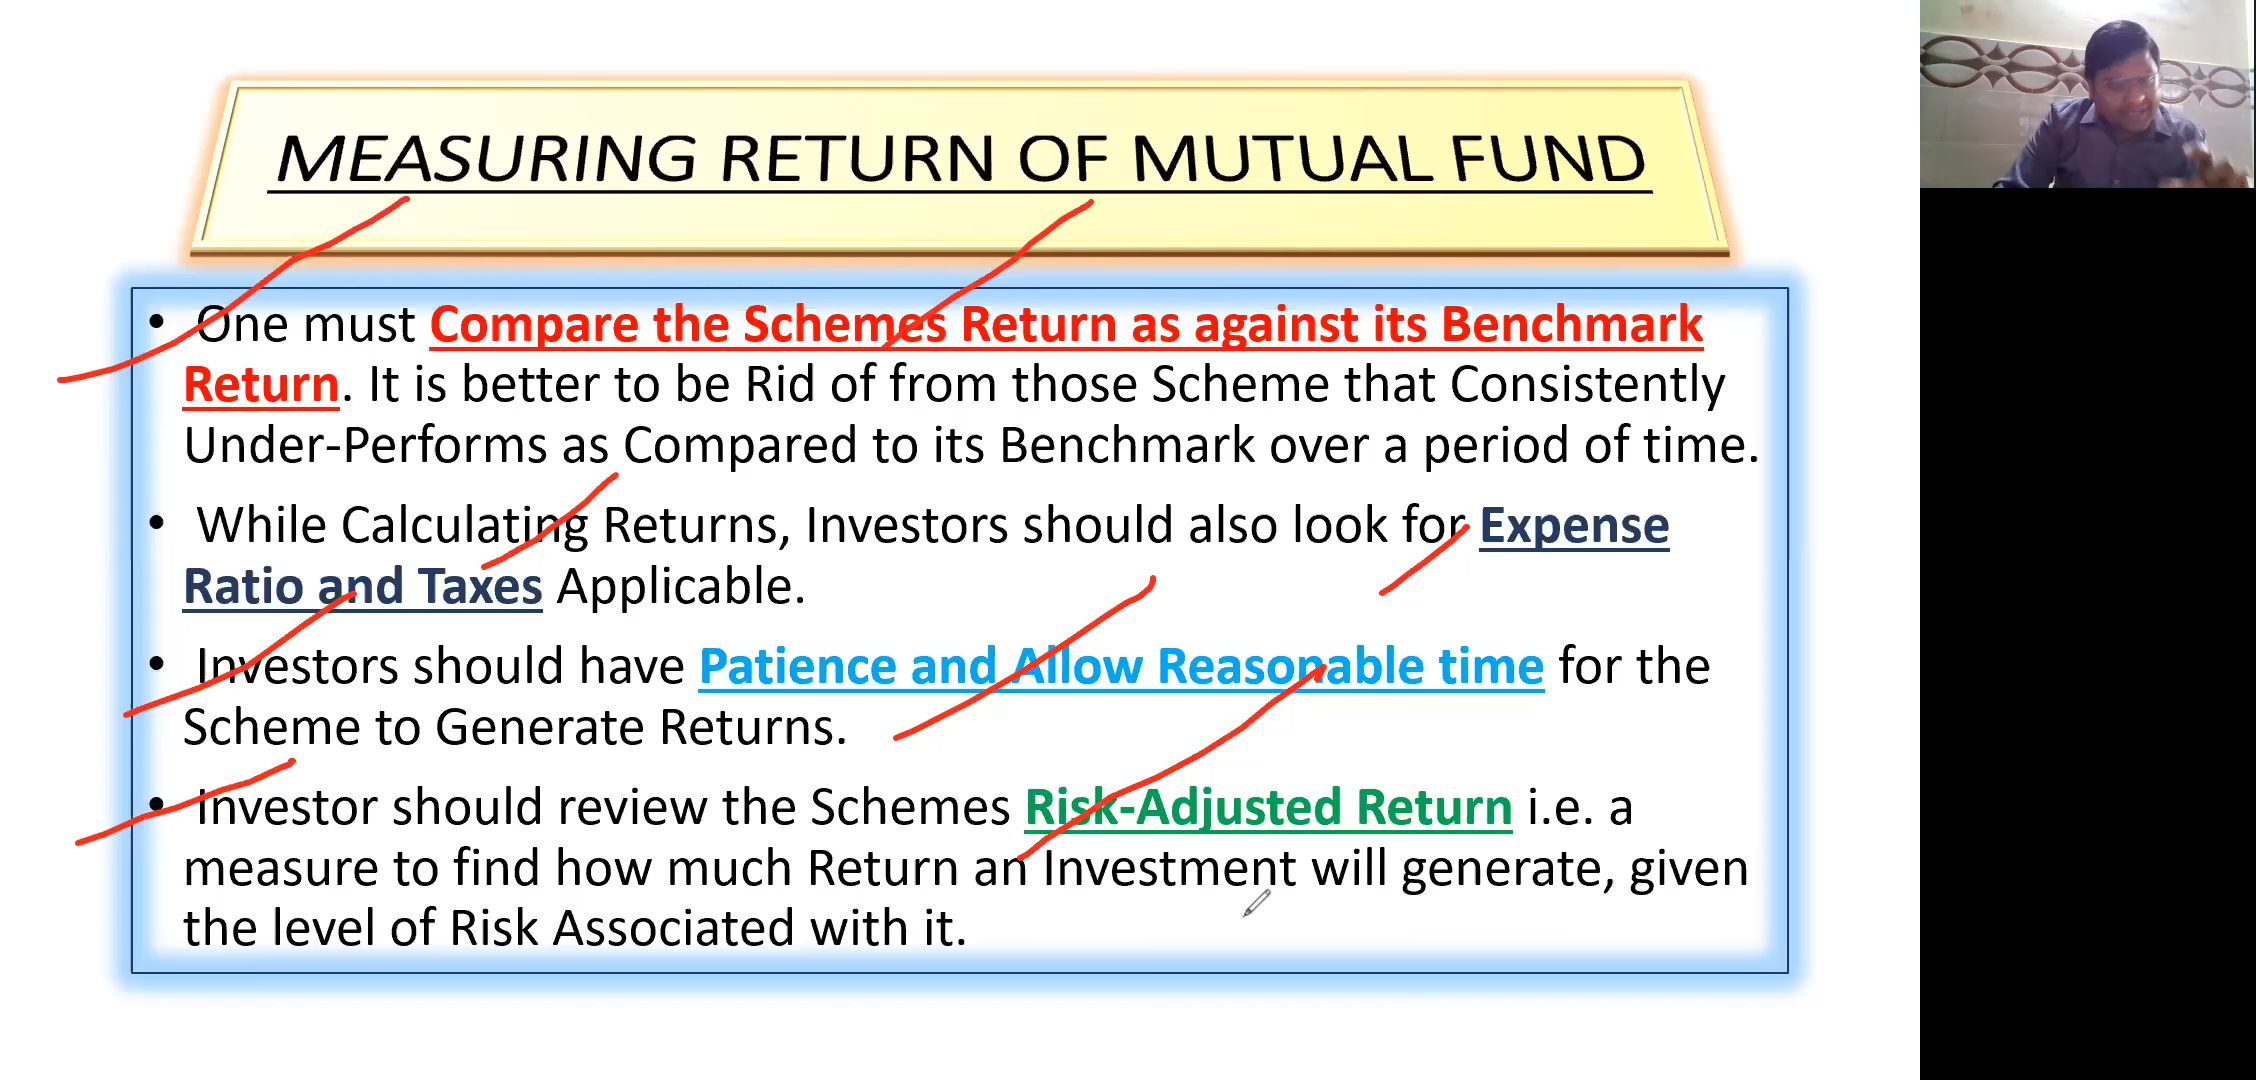 MEASURING RETURN OF MUTUAL FUND
• One must Compare the Schemes Return as against its Benchmark
Return. It is better to be Rid of from those Scheme that Consistently
Under-Performs as Compared to its Benchmark over a period of time.
• While Calculating Returns, Investors should also look for Expense
Ratio and Taxes Applicable.
• Investors should have Patience and Allow Reasonable time for the
Scheme to Generate Returns.
• Investor should review the Schemes Risk-Adjusted Return i.e. a
measure to find how much Return an Investment will generate, given
the level of Risk Associated with it.